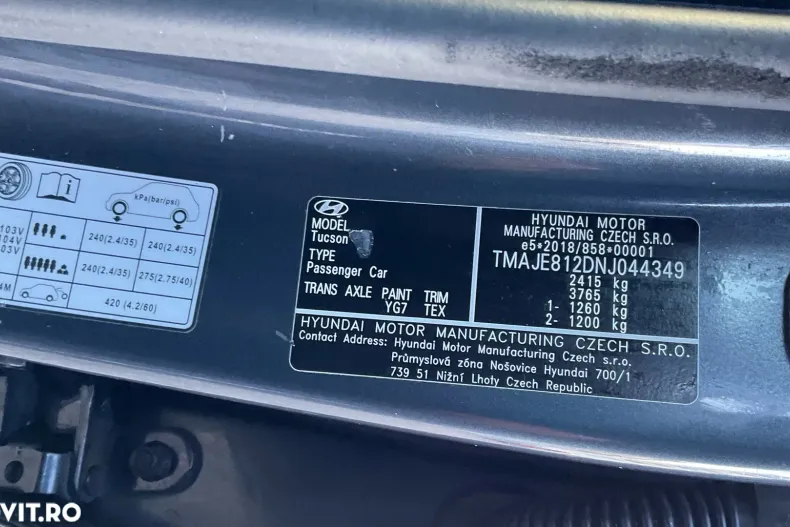 kPa(bar/psi)
103V
104V
03V
240(2.4/35) 240(2.4/35)
240(2.4/35) 275(2.75/40)
4M 420 (4.2/60)
MODEL
Tucson
TYPE
Passenger Car
TRANS AXLE PAINT TRIM
YG7 TEX
HYUNDAI MOTOR
MANUFACTURING CZECH S.R.O.
e5*2018/858*00001
TMAJE812DNJ044349
2415 kg
3765 kg
1- 1260 kg
2- 1200 kg
HYUNDAI MOTOR MANUFACTURING CZECH S.R.O.
Contact Address: Hyundai Motor Manufacturing Czech s.r.o.
Průmyslová zóna Nošovice Hyundai 700/1
739 51 Nižní Lhoty Czech Republic
VIT.RO